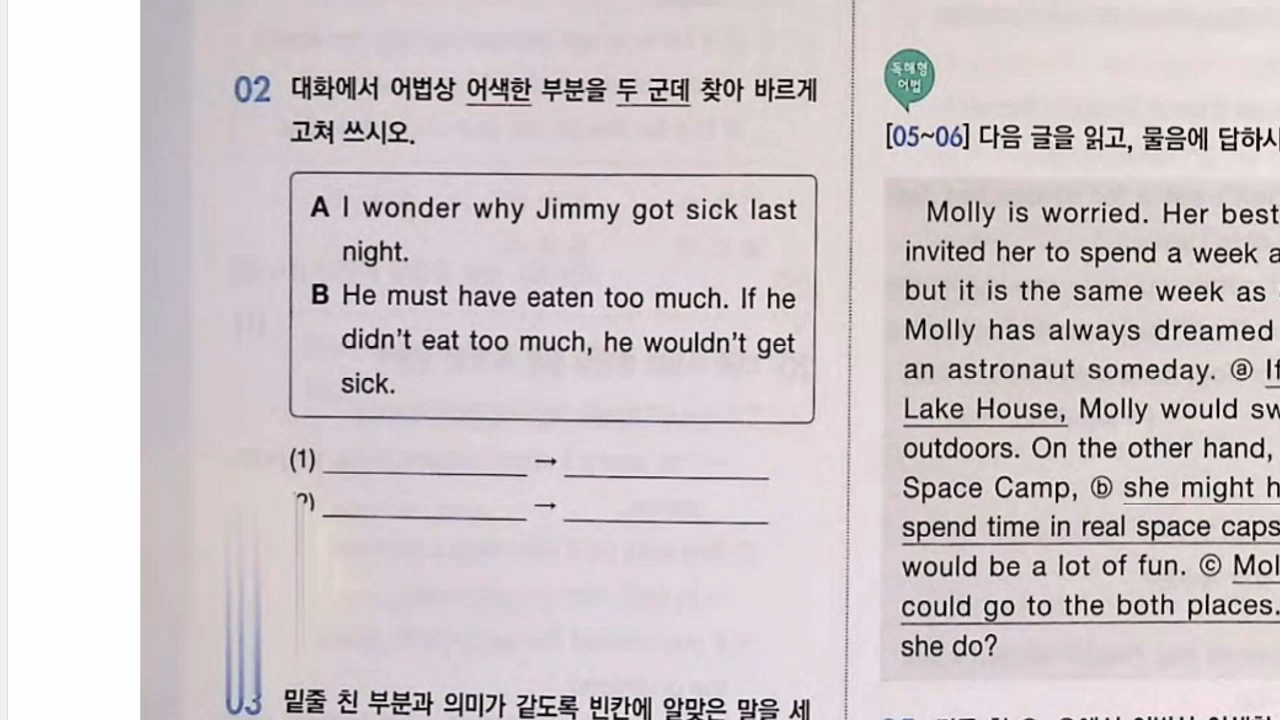 02 대화에서 어법상 어색한 부분을 두 군데 찾아 바르게
고쳐 쓰시오.
A I wonder why Jimmy got sick last
night.
B He must have eaten too much. If he
didn't eat too much, he wouldn't get
sick.
(1) →
2) →
03 밑줄 친 부분과 의미가 같도록 빈칸에 알맞은 말을 세
독해형
어법
[05~06] 다음 글을 읽고, 물음에 답하시
Molly is worried. Her best
invited her to spend a week a
but it is the same week as
Molly has always dreamed
an astronaut someday. ⓐ If
Lake House, Molly would sw
outdoors. On the other hand,
Space Camp, ⓑ she might h
spend time in real space caps
would be a lot of fun. ⓒ Mol
could go to the both places.
she do?